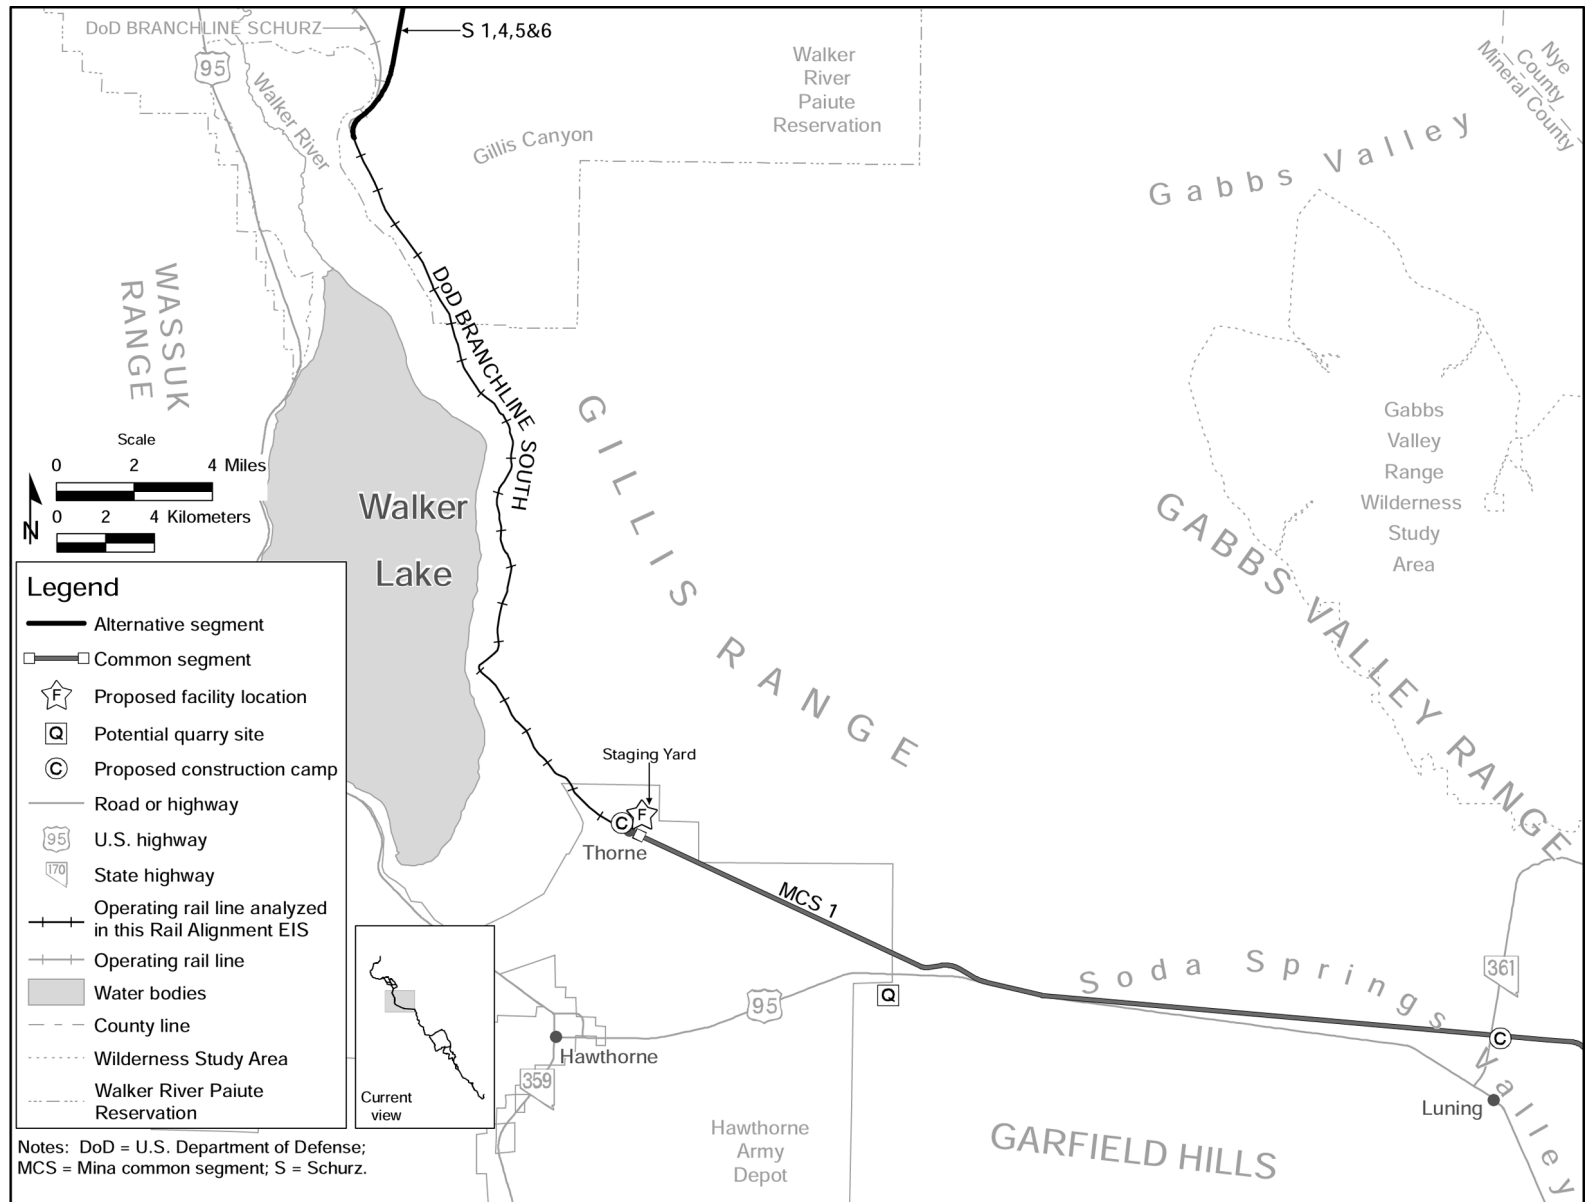 DoD BRANCHLINE SCHURZ
S 1,4,5&6
95
Walker River
Walker
River
Paiute
Reservation
Gillis Canyon
Nye
County
Mineral County
Gabbs Valley
WASSUK
RANGE
DoD BRANCHLINE SOUTH
GILLIS RANGE
Gabbs
Valley
Range
Wilderness
Study
Area
GABBS VALLEY RANGE
Scale
0 2 4 Miles
0 2 4 Kilometers
N
Walker
Lake
Legend
Alternative segment
Common segment
F Proposed facility location
Q Potential quarry site
C Proposed construction camp
Road or highway
95 U.S. highway
170 State highway
Operating rail line analyzed
in this Rail Alignment EIS
Operating rail line
Water bodies
County line
Wilderness Study Area
Walker River Paiute
Reservation
Staging Yard
F
C
Thorne
MCS 1
Soda Springs Valley
361
95
Q
C
Hawthorne
359
Current
view
Luning
Hawthorne
Army
Depot
GARFIELD HILLS
Notes: DoD = U.S. Department of Defense;
MCS = Mina common segment; S = Schurz.